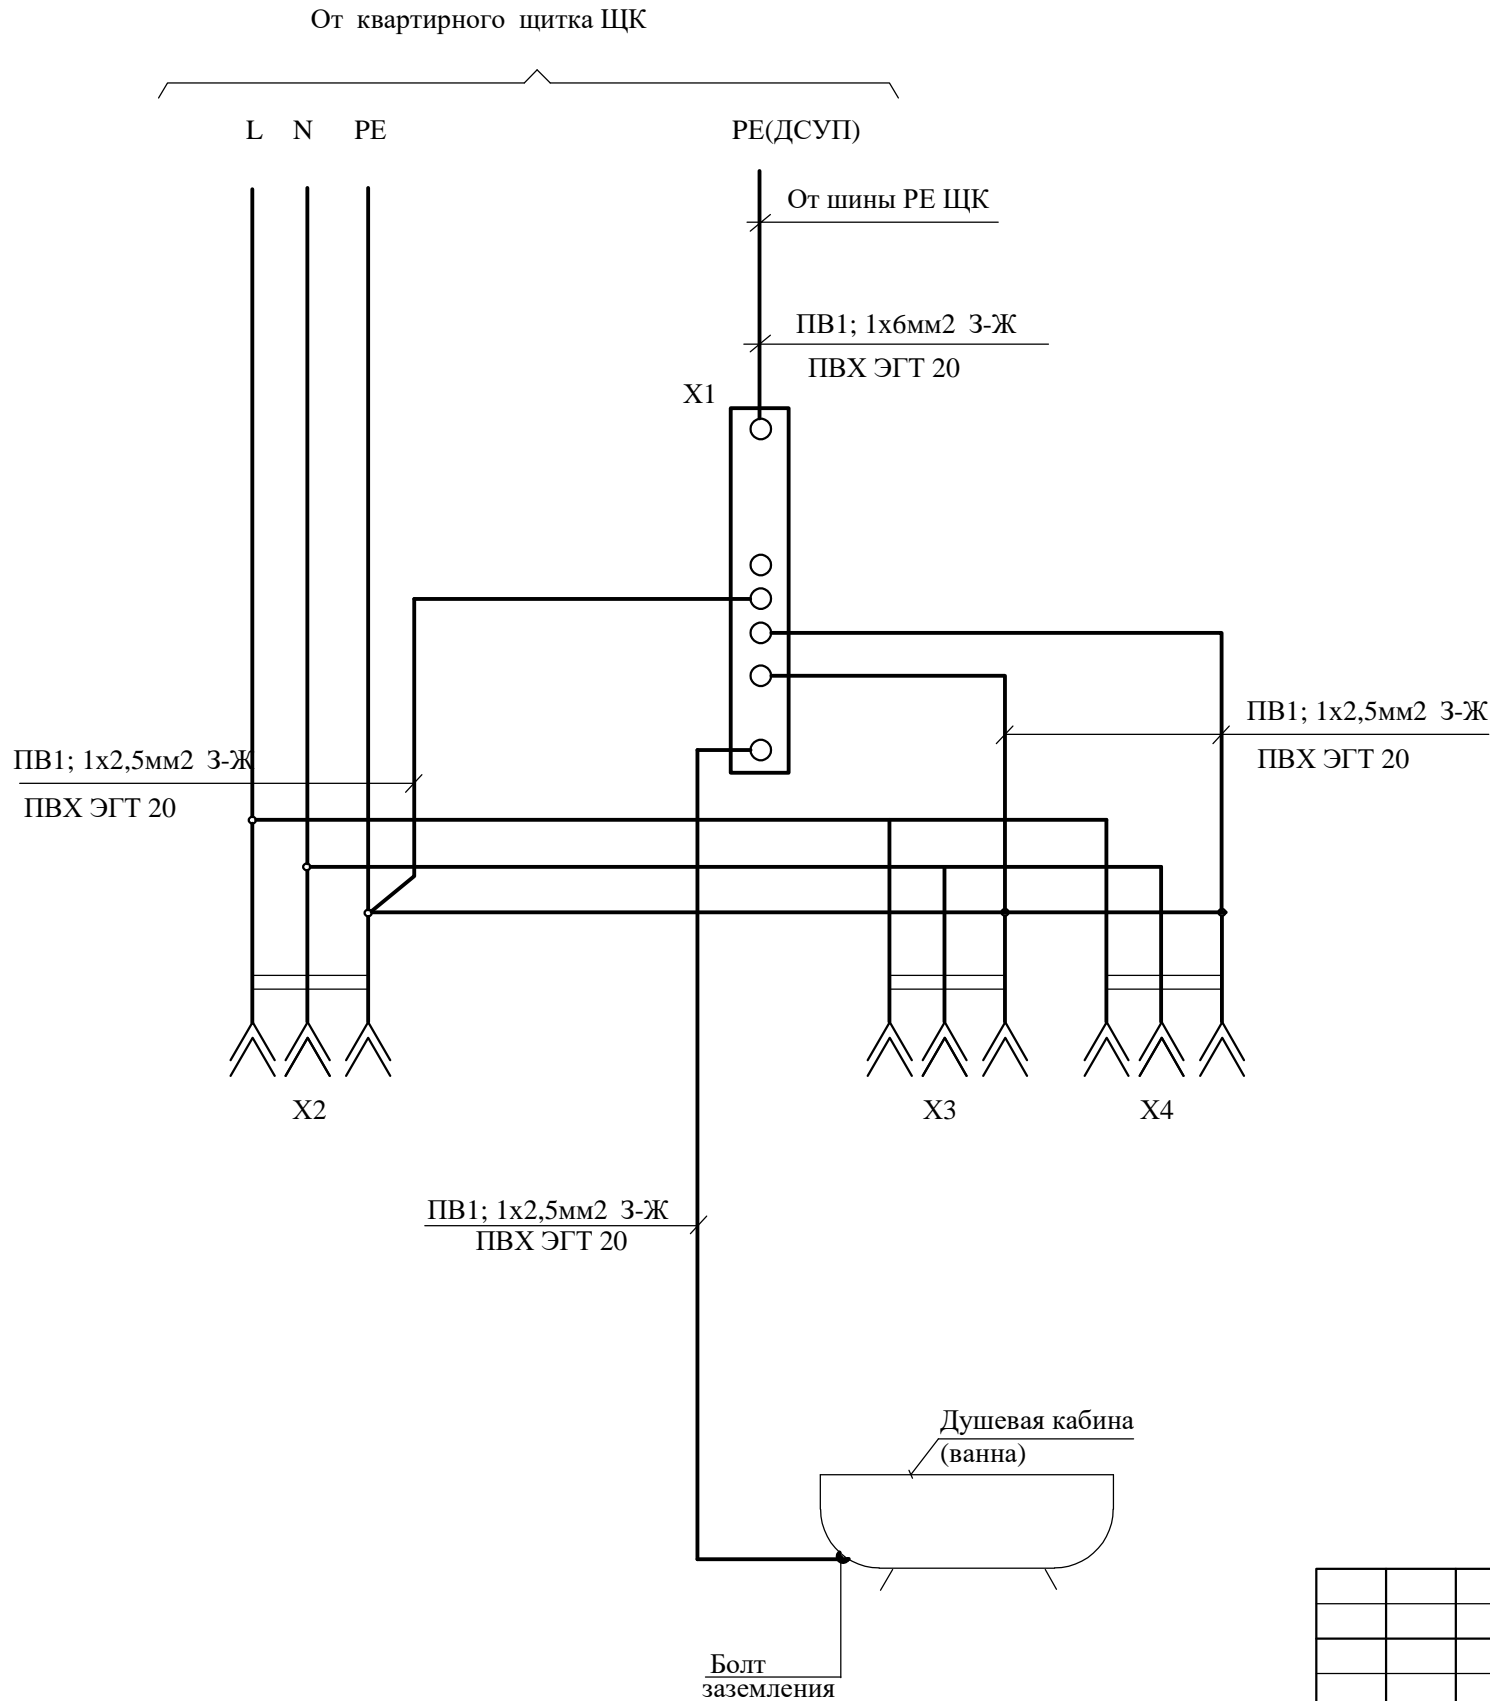 От квартирного щитка ЩК
L N PE
РЕ(ДСУП)
От шины РЕ ЩК
ПВ1; 1х6мм2 З-Ж
ПВХ ЭГТ 20
X1
ПВ1; 1х2,5мм2 З-Ж
ПВХ ЭГТ 20
ПВ1; 1х2,5мм2 З-Ж
ПВХ ЭГТ 20
X2
X3
X4
ПВ1; 1х2,5мм2 З-Ж
ПВХ ЭГТ 20
Душевая кабина
(ванна)
Болт
заземления